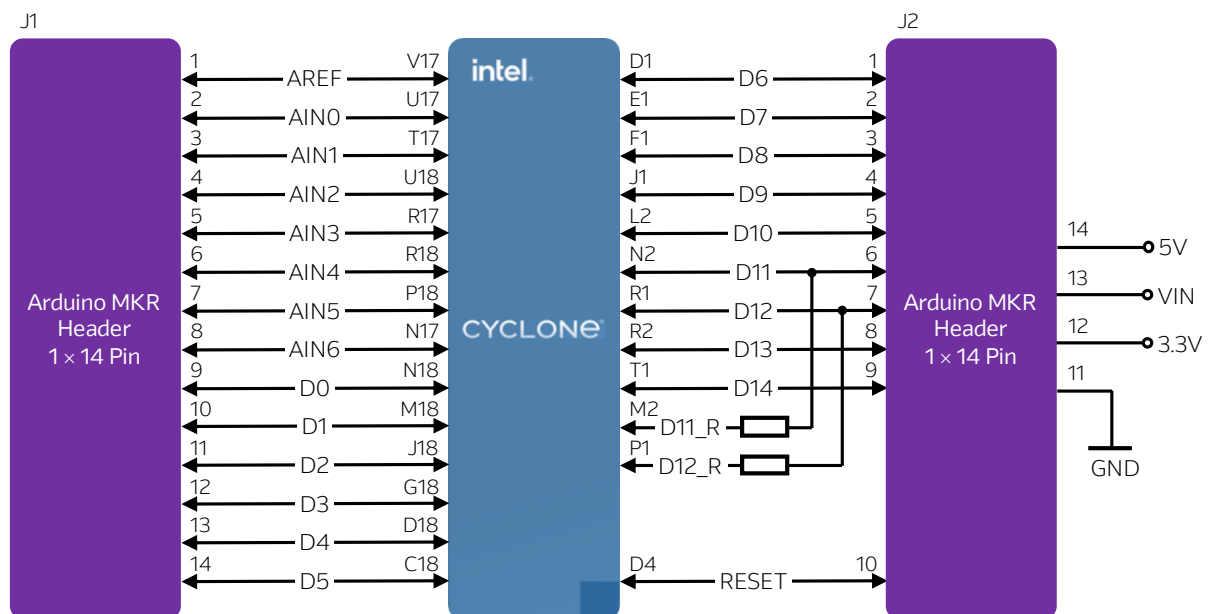 J1
J2
1 AREF V17
2 AIN0 U17
3 AIN1 T17
4 AIN2 U18
5 AIN3 R17
6 AIN4 R18
7 AIN5 P18
8 AIN6 N17
9 D0 N18
10 D1 M18
11 D2 J18
12 D3 G18
13 D4 D18
14 D5 C18
Arduino MKR
Header
1 × 14 Pin
intel.
CYCLONE®
D1 D6 1
E1 D7 2
F1 D8 3
J1 D9 4
L2 D10 5
N2 D11 6
R1 D12 7
R2 D13 8
T1 D14 9
M2 D11_R
P1 D12_R
D4 RESET 10
Arduino MKR
Header
1 × 14 Pin
14 5V
13 VIN
12 3.3V
11
GND